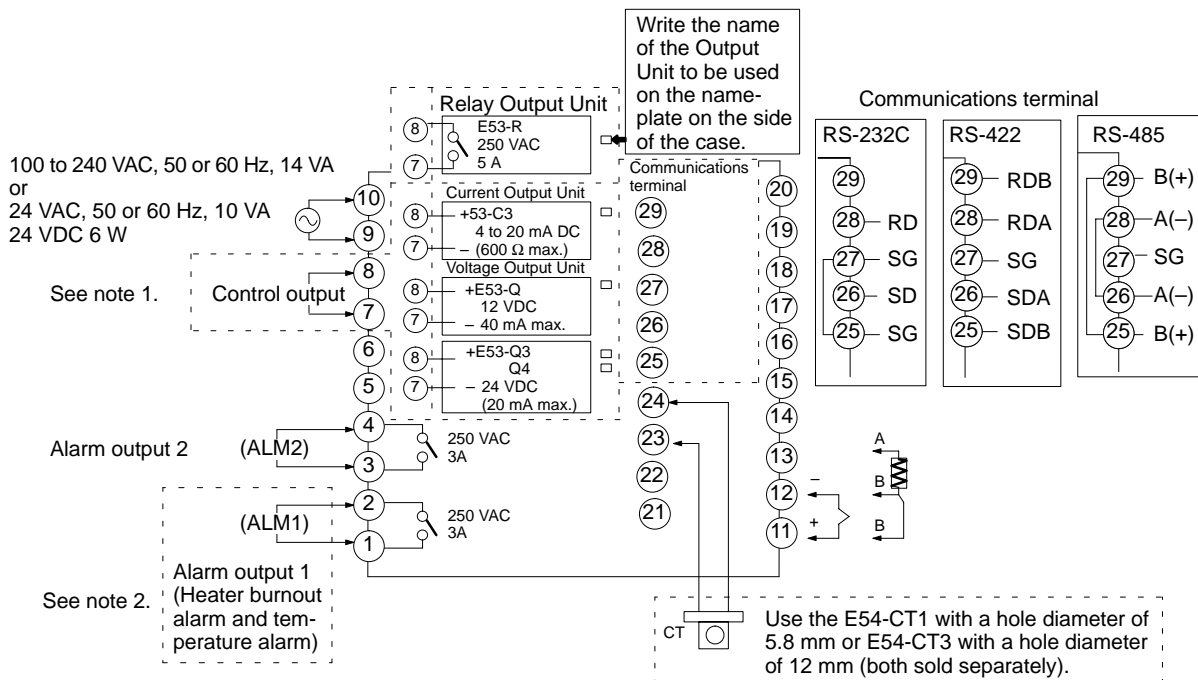 Write the name
of the Output
Unit to be used
on the name-
plate on the side
of the case.
Relay Output Unit
8
7
E53-R
250 VAC
5 A
100 to 240 VAC, 50 or 60 Hz, 14 VA
or
24 VAC, 50 or 60 Hz, 10 VA
24 VDC 6 W
10
9
8
7
6
5
4
3
2
1
See note 1.
Control output
Current Output Unit
8
7
+53-C3
4 to 20 mA DC
– (600 Ω max.)
Voltage Output Unit
8
7
+E53-Q
12 VDC
– 40 mA max.
8
7
+E53-Q3
Q4
– 24 VDC
(20 mA max.)
Alarm output 2
(ALM2)
250 VAC
3A
(ALM1)
250 VAC
3A
See note 2.
Alarm output 1
(Heater burnout
alarm and tem-
perature alarm)
Communications
terminal
29
28
27
26
25
24
23
22
21
20
19
18
17
16
15
14
13
12
11
–
+
A
B
B
CT
Use the E54-CT1 with a hole diameter of
5.8 mm or E54-CT3 with a hole diameter
of 12 mm (both sold separately).
Communications terminal
RS-232C
29
28 RD
27 SG
26 SD
25 SG
RS-422
29 RDB
28 RDA
27 SG
26 SDA
25 SDB
RS-485
29 B(+)
28 A(–)
27 SG
26 A(–)
25 B(+)